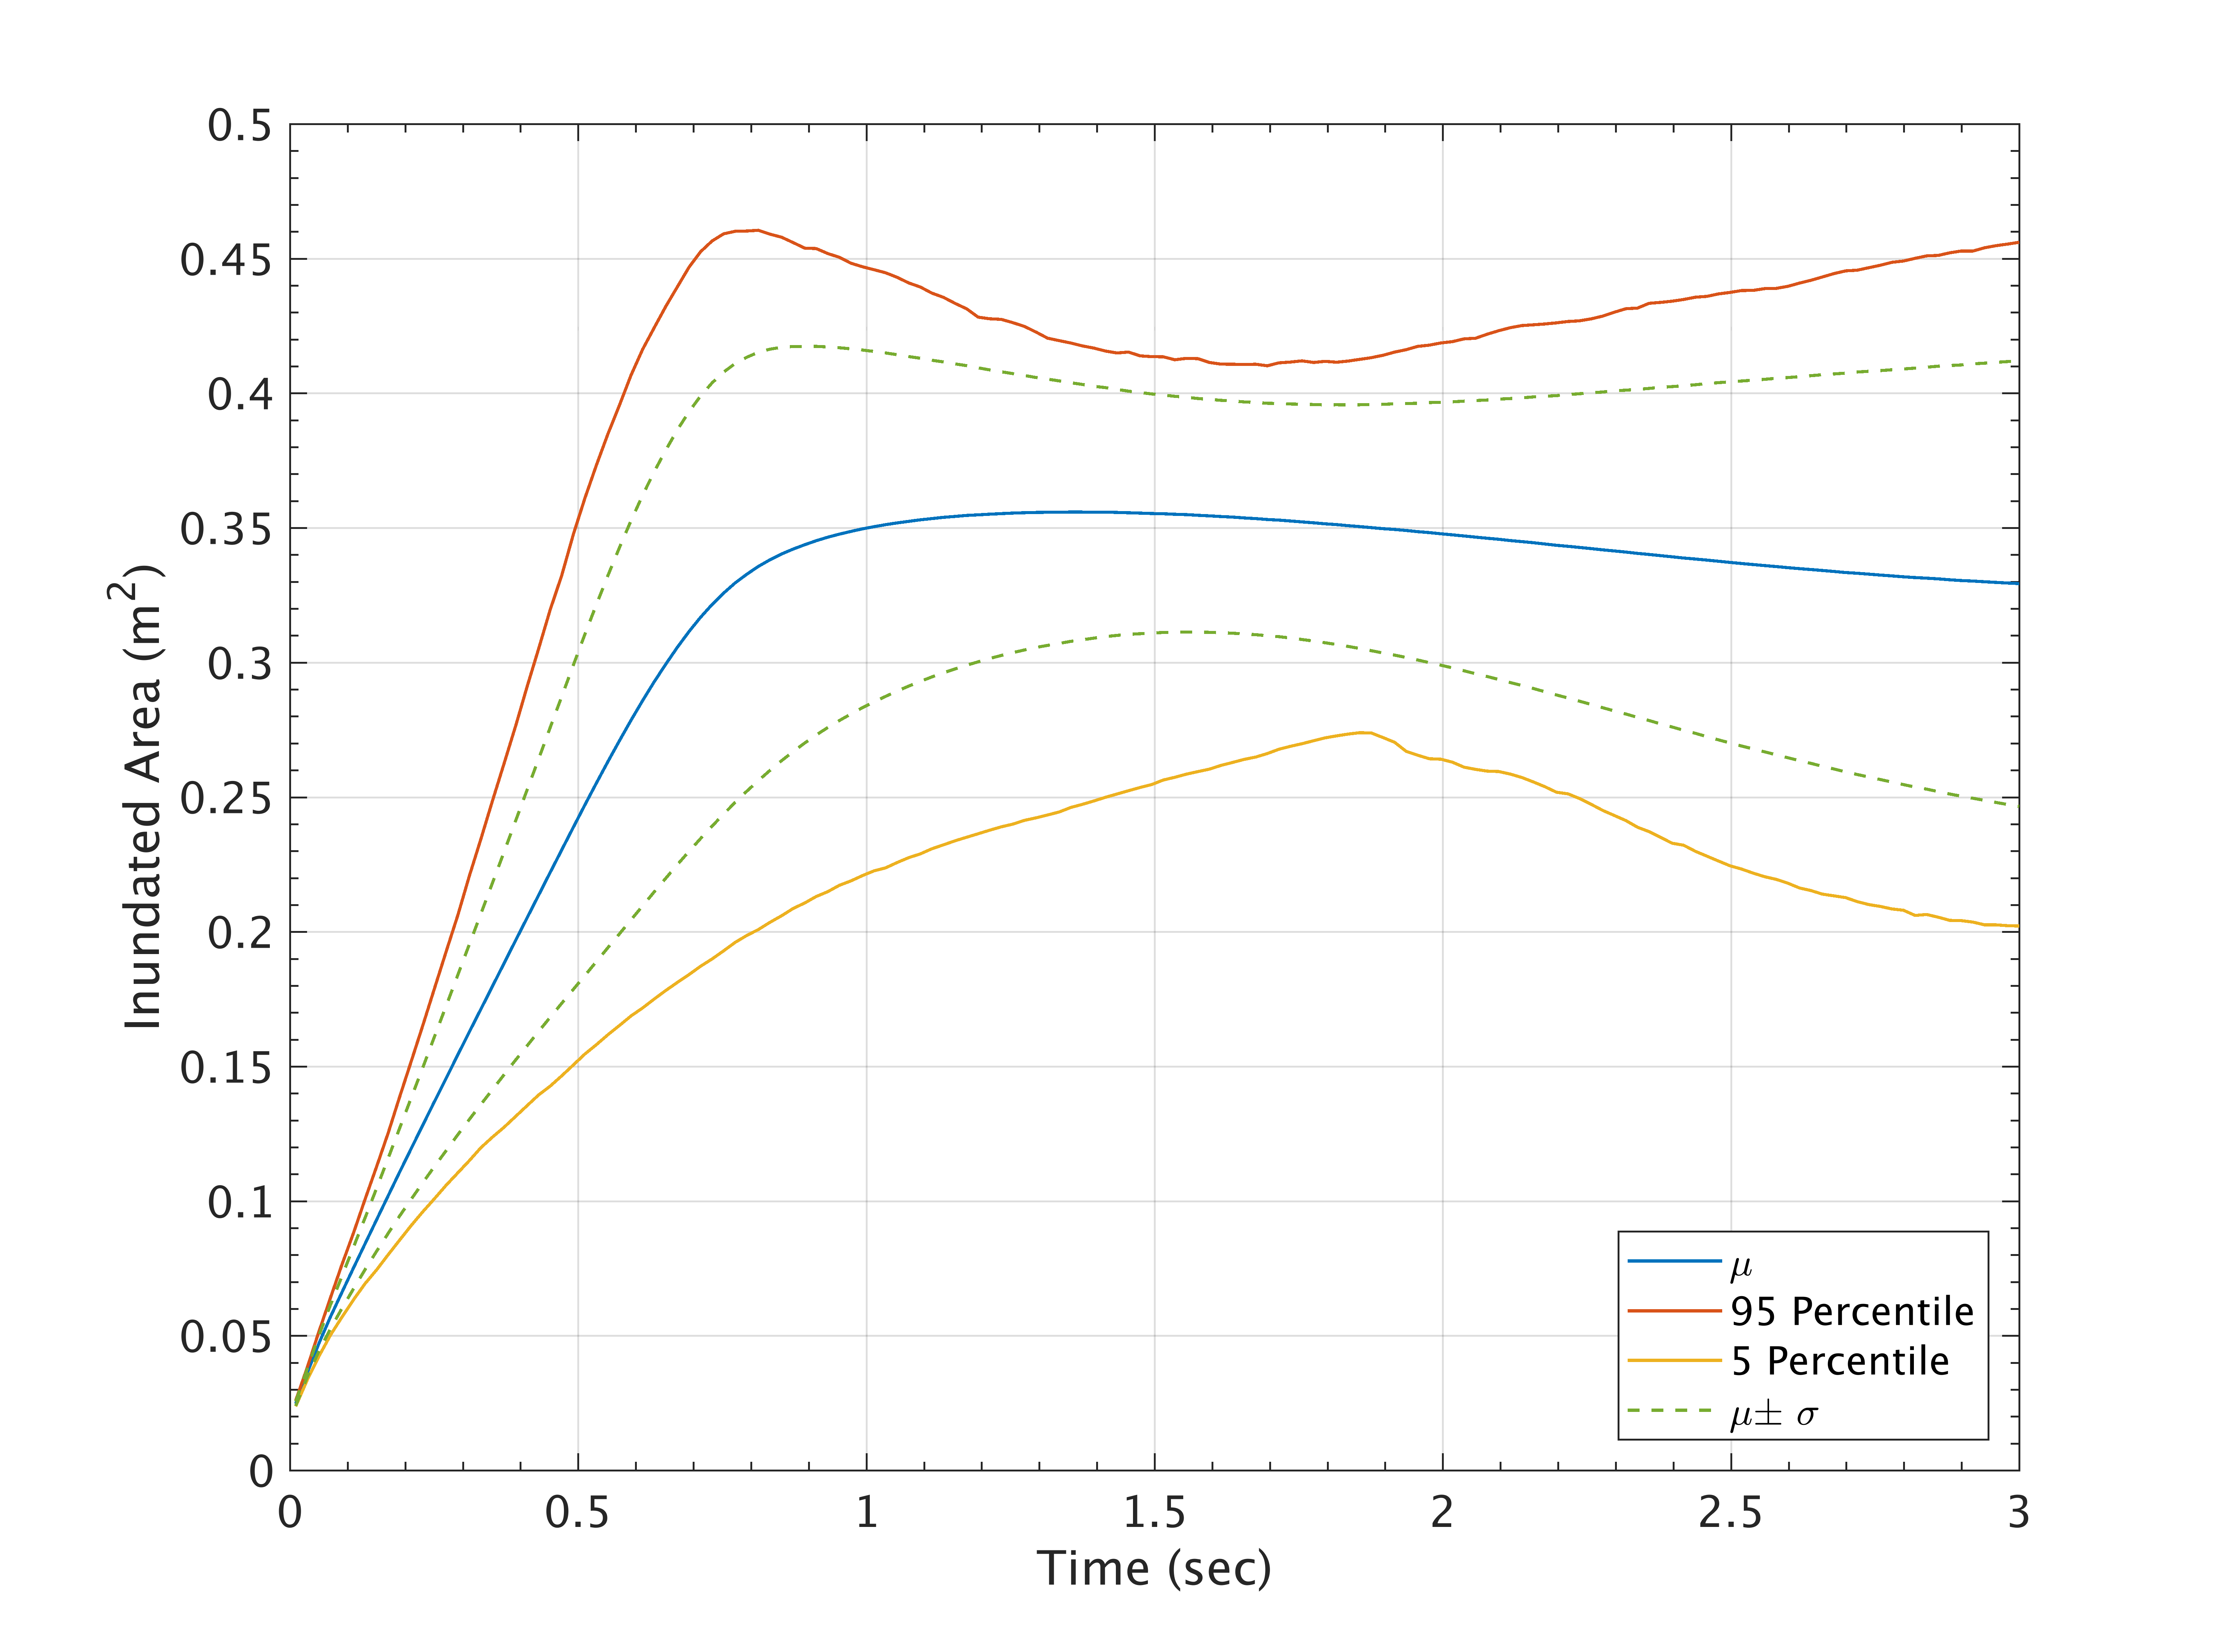 0.5
0.45
0.4
0.35
0.3
0.25
0.2
0.15
0.1
0.05
0
Inundated Area (m²)
0 0.5 1 1.5 2 2.5 3
Time (sec)
μ
95 Percentile
5 Percentile
μ± σ